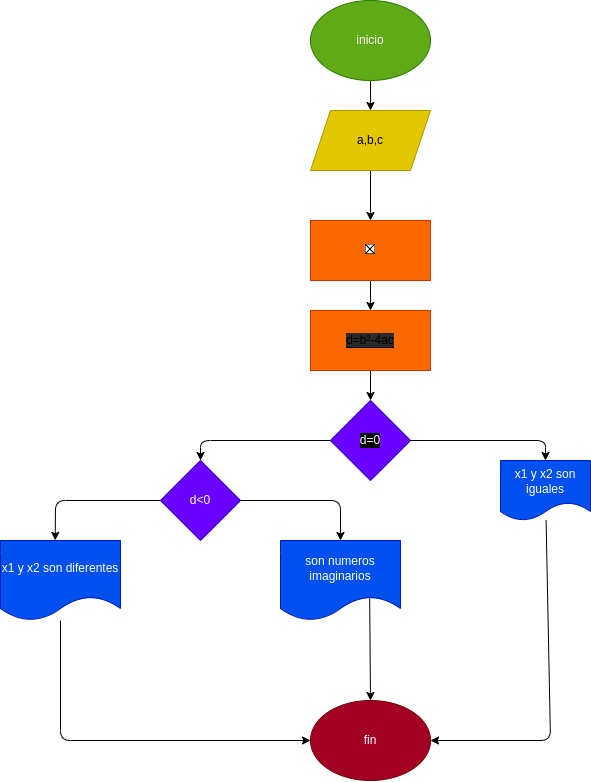 inicio
a,b,c
d=b²-4ac
d=0
d<0
x1 y x2 son
iguales
x1 y x2 son diferentes
son numeros
imaginarios
fin